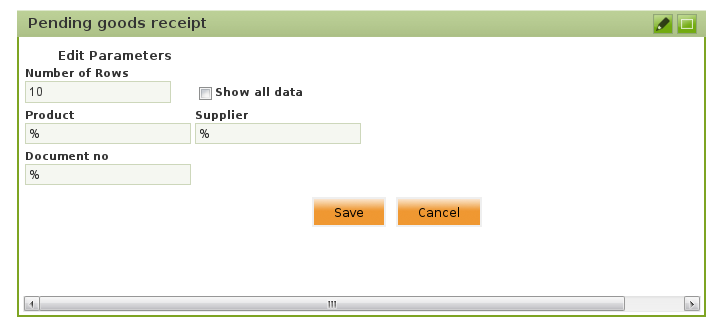 Pending goods receipt
Edit Parameters
Number of Rows
10
Show all data
Product
Supplier
%
%
Document no
%
Save
Cancel